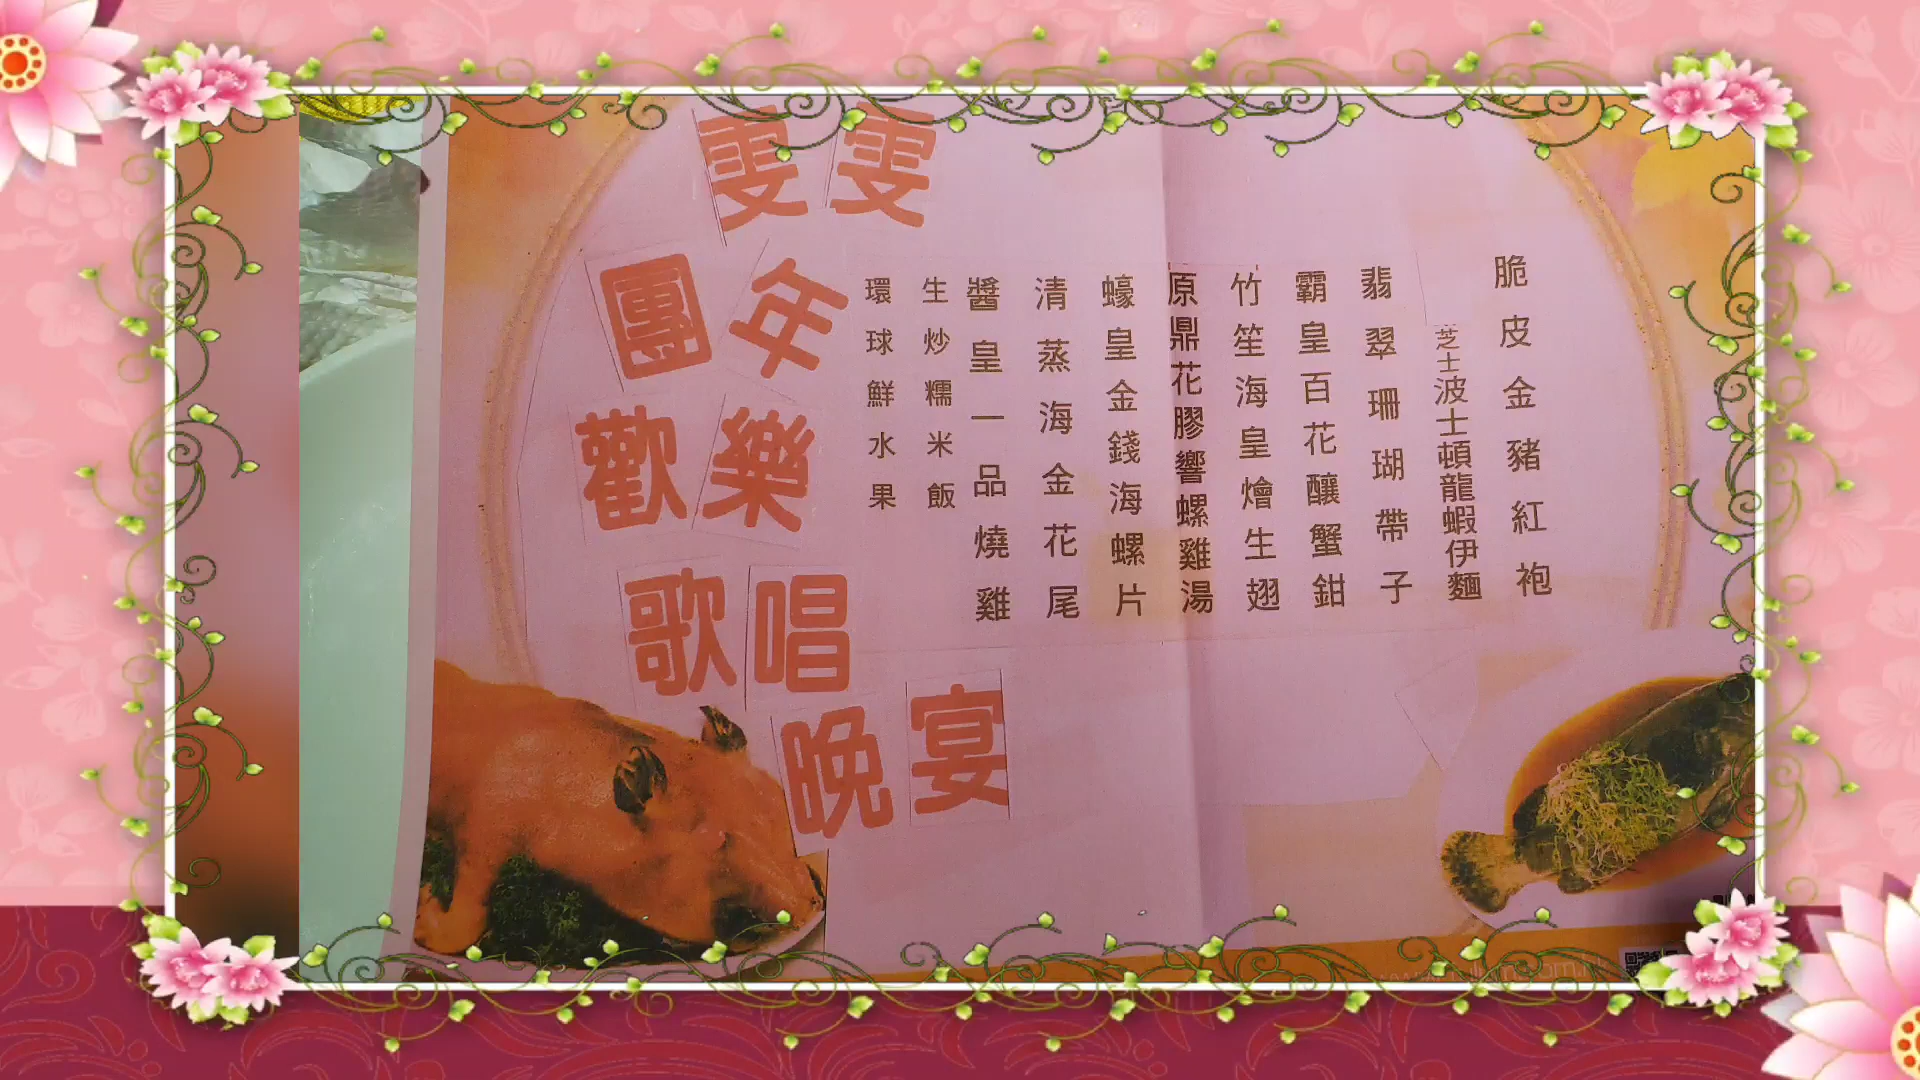 雯雯
團年
歡樂
歌唱
晚宴
脆皮金豬紅袍
芝士波士頓龍蝦伊麵
翡翠珊瑚帶子
霸皇百花釀蟹鉗
竹笙海皇燴生翅
原鼎花膠響螺雞湯
蠔皇金錢海螺片
清蒸海金花尾
醬皇一品燒雞
生炒糯米飯
環球鮮水果